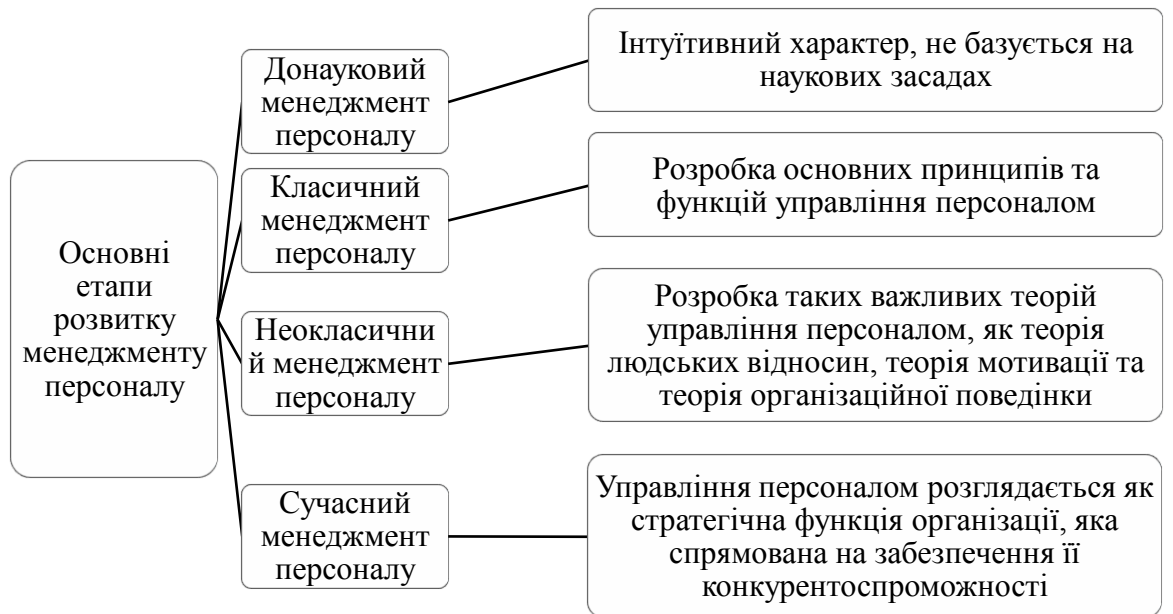 Основні
етапи
розвитку
менеджменту
персоналу
Донауковий
менеджмент
персоналу
Інтуїтивний характер, не базується на
наукових засадах
Класичний
менеджмент
персоналу
Розробка основних принципів та
функцій управління персоналом
Неокласични
й менеджмент
персоналу
Розробка таких важливих теорій
управління персоналом, як теорія
людських відносин, теорія мотивації та
теорія організаційної поведінки
Сучасний
менеджмент
персоналу
Управління персоналом розглядається як
стратегічна функція організації, яка
спрямована на забезпечення її
конкурентоспроможності